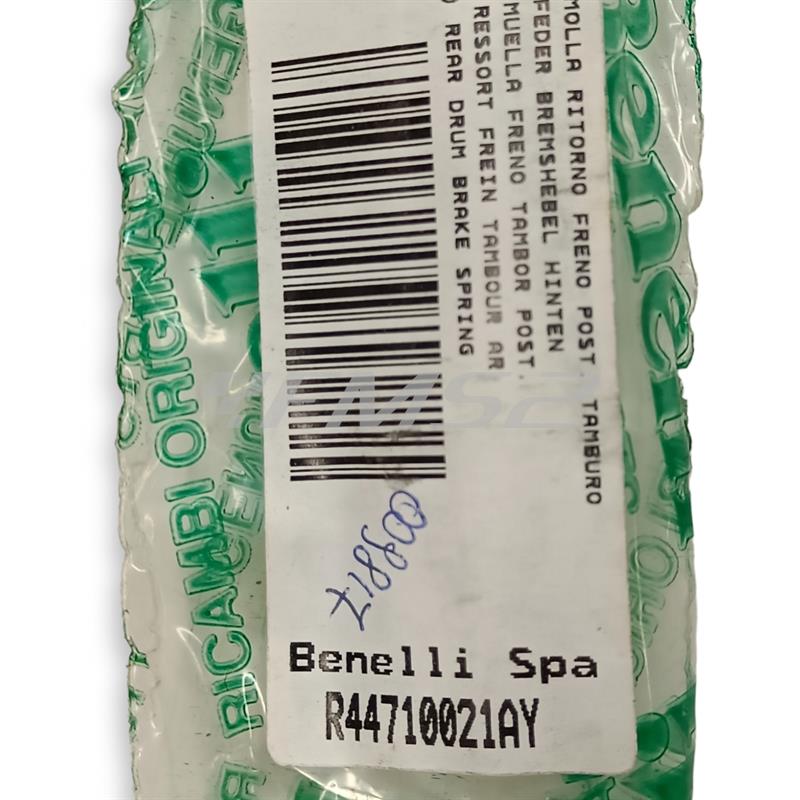 MOLLA RITORNO FRENO POST. TAMBURO
FEDER BREMSHEBEL HINTEN
MUELLA FRENO TAMBOR POST.
RESSORT FREIN TAMBOUR AR
REAR DRUM BRAKE SPRING
Benelli Spa
R44710021AY
RICAMBI ORIGINALI
Benelli